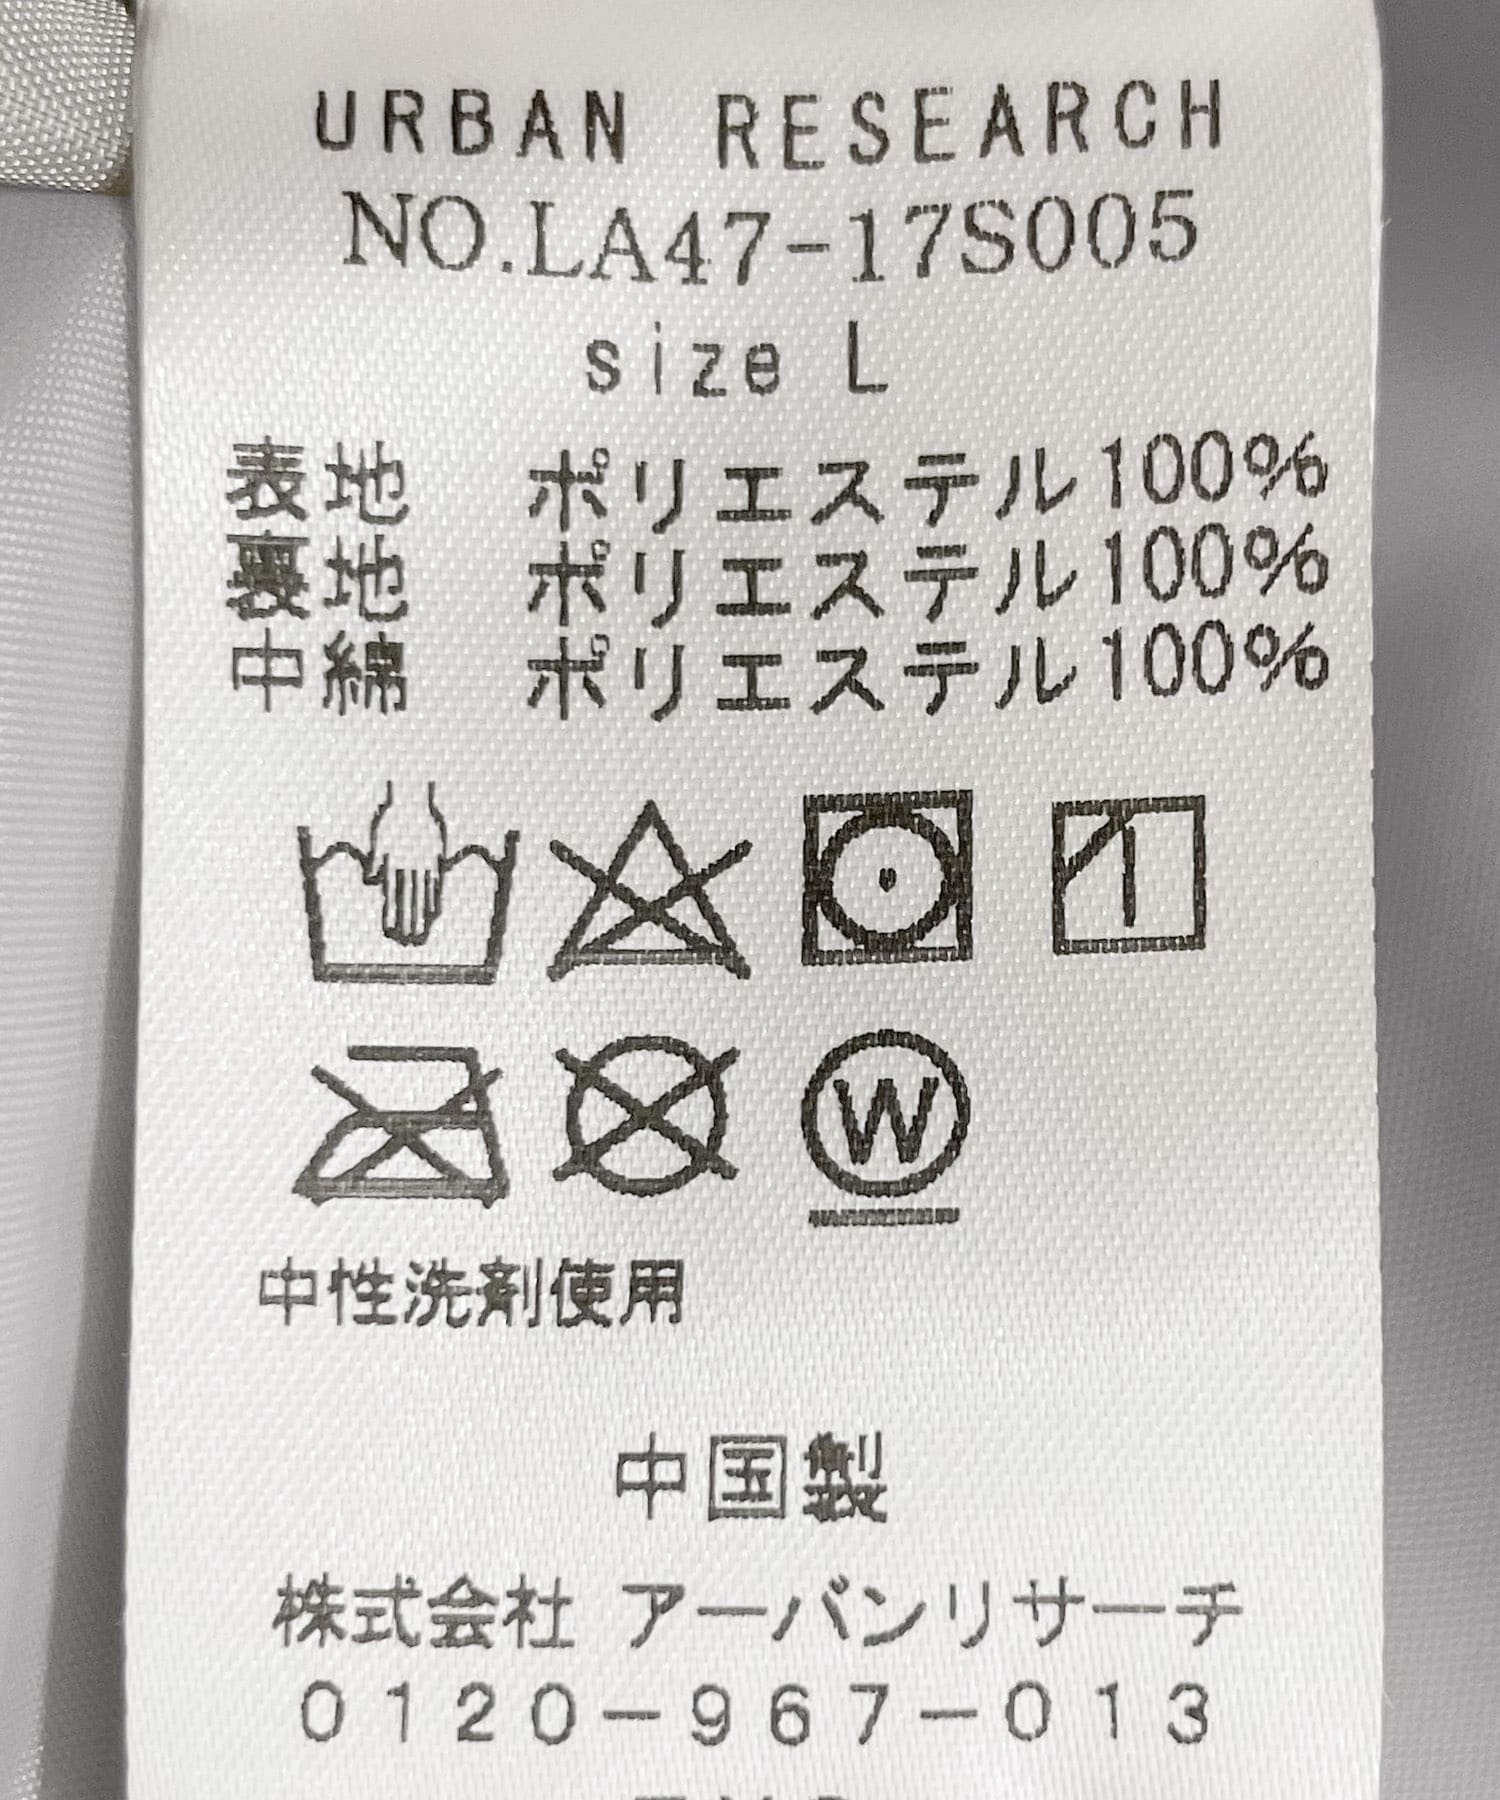 URBAN RESEARCH
NO.LA47-17S005
size L
表地 ポリエステル100%
裏地 ポリエステル100%
中綿 ポリエステル100%
W
中性洗剤使用
中国製
株式会社 アーバンリサーチ
0120-967-013